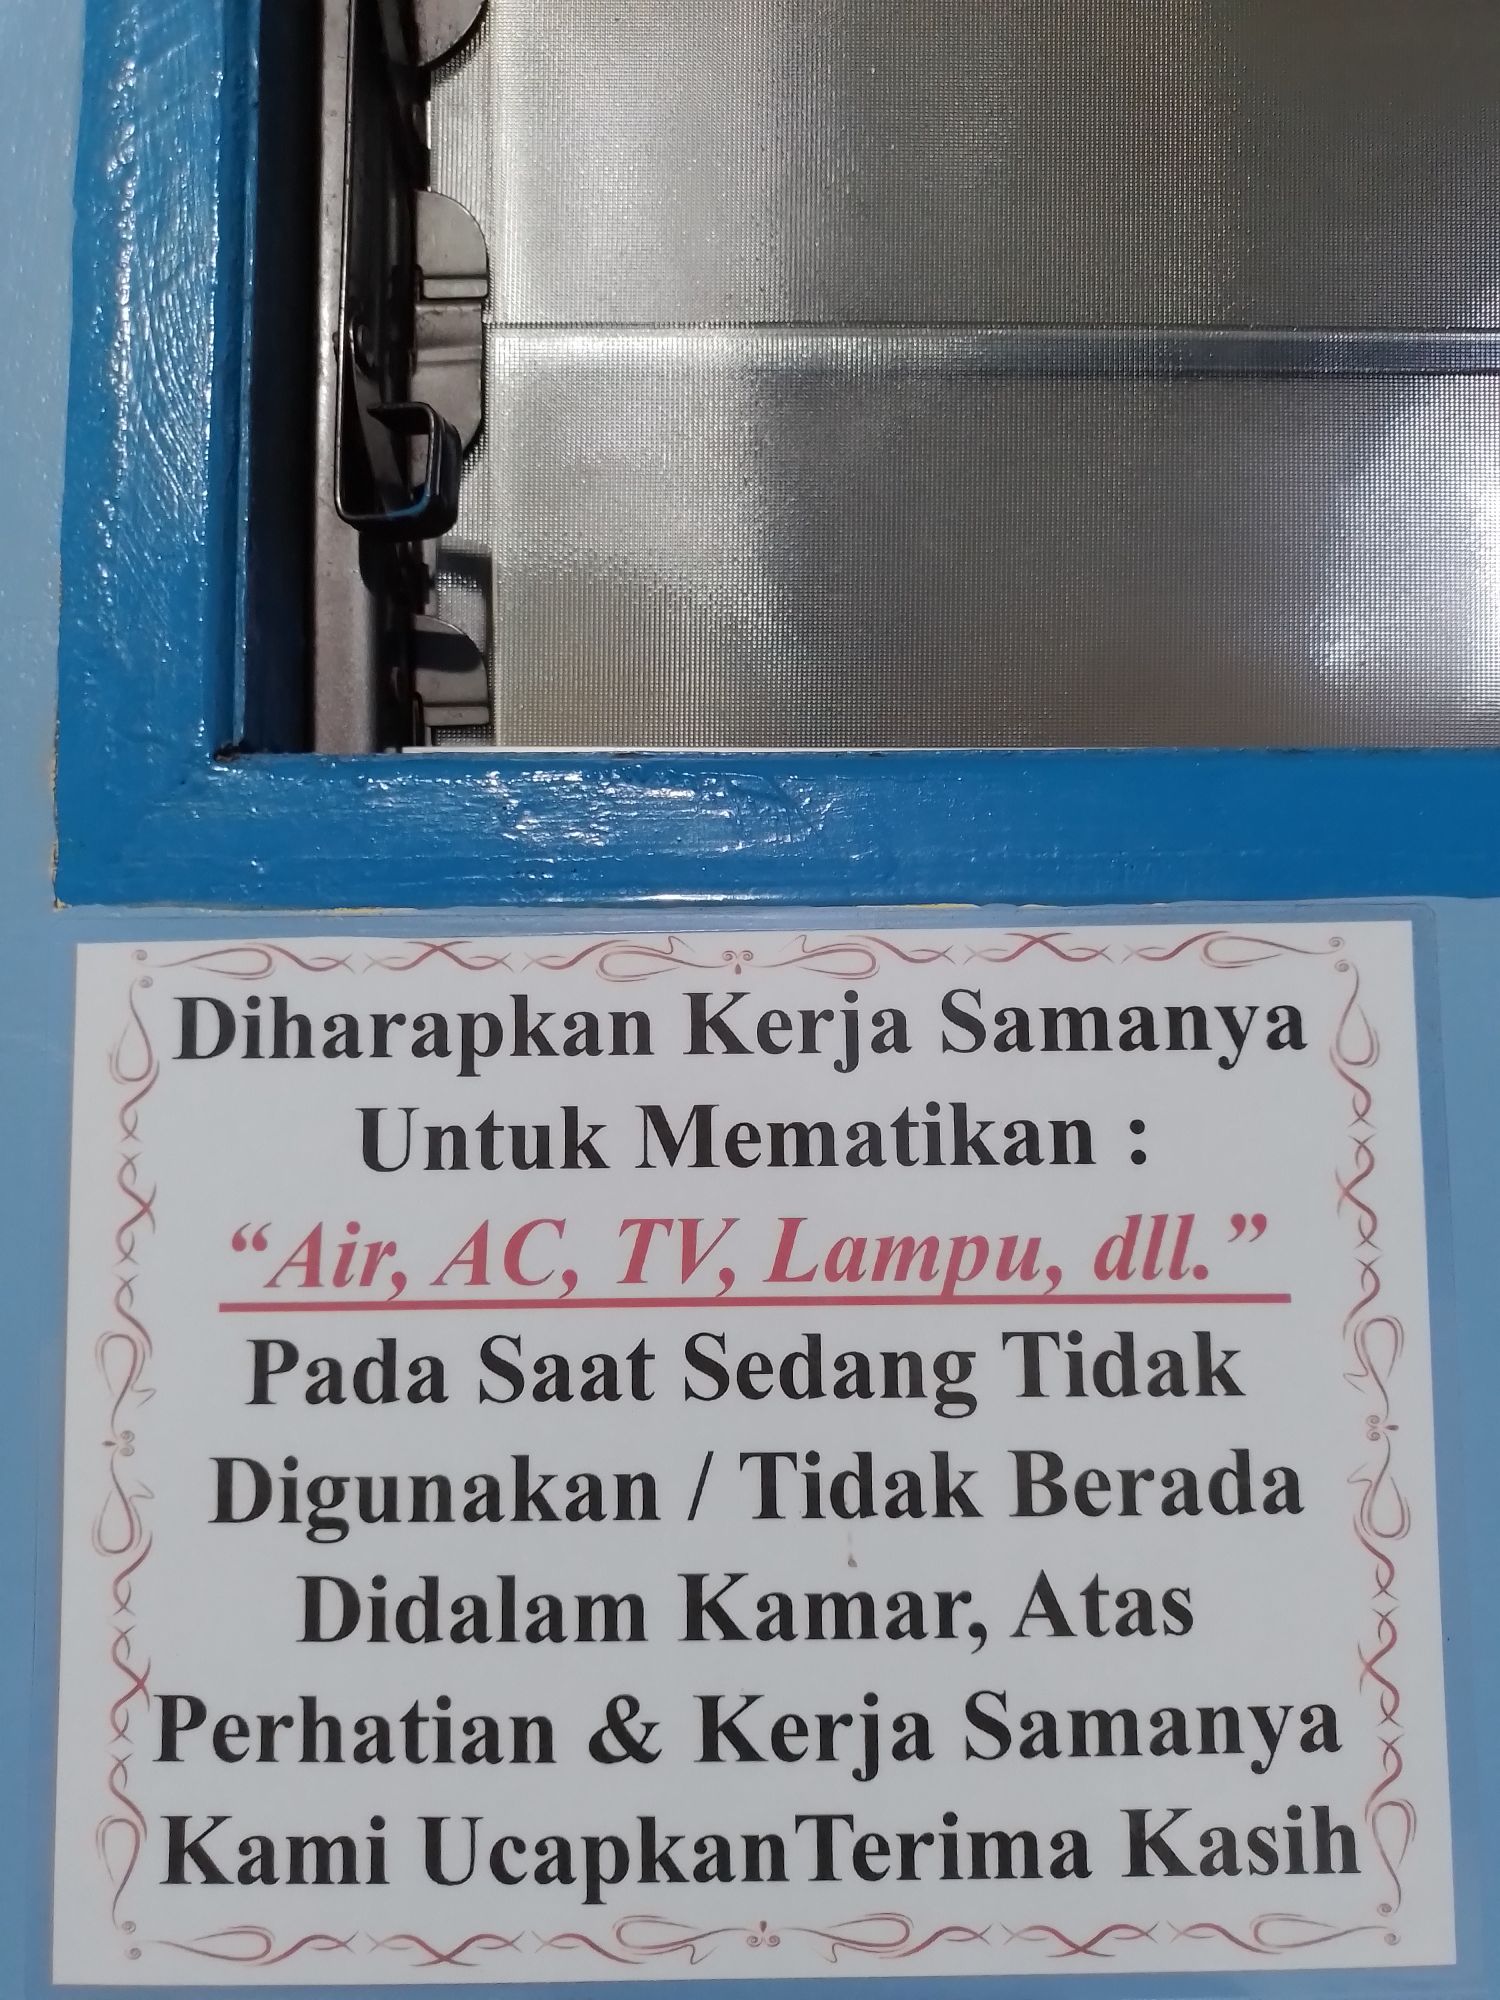 Diharapkan Kerja Samanya
Untuk Mematikan :
“Air, AC, TV, Lampu, dll.”
Pada Saat Sedang Tidak
Digunakan / Tidak Berada
Didalam Kamar, Atas
Perhatian & Kerja Samanya
Kami UcapkanTerima Kasih